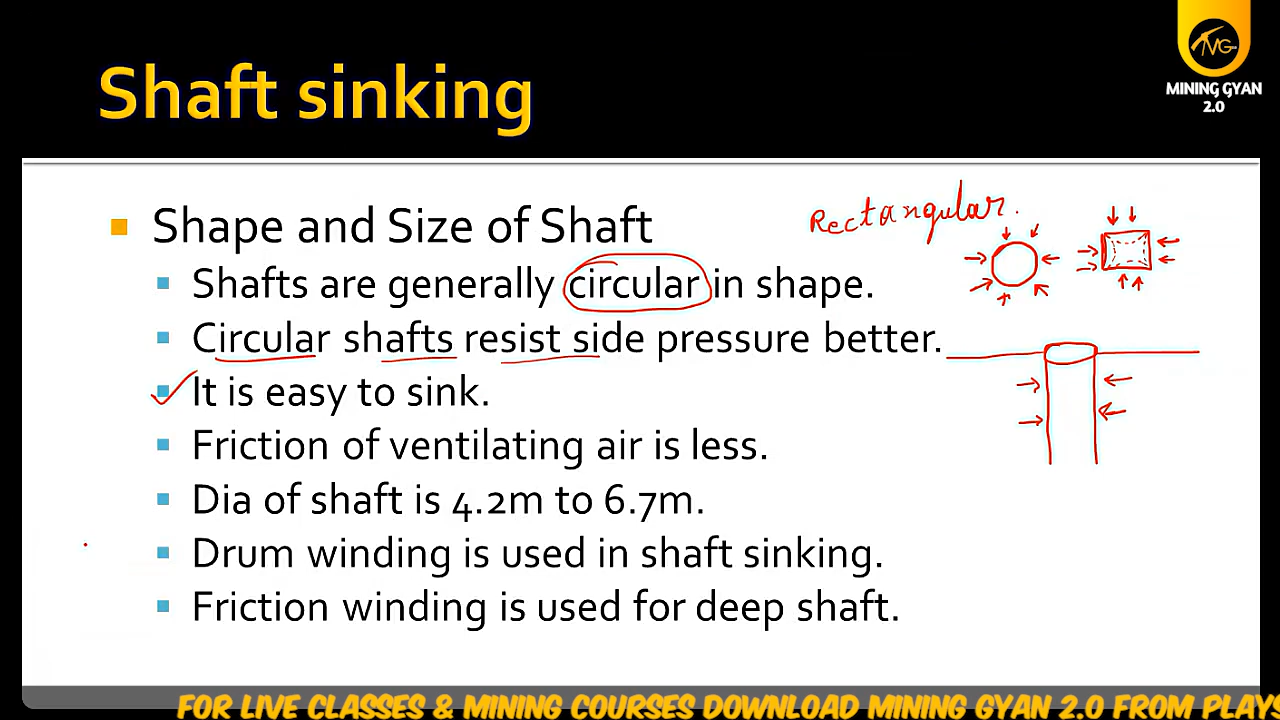 MINING GYAN
2.0
Shaft sinking
Shape and Size of Shaft
Rectangular.
Shafts are generally circular in shape.
Circular shafts resist side pressure better.
It is easy to sink.
Friction of ventilating air is less.
Dia of shaft is 4.2m to 6.7m.
Drum winding is used in shaft sinking.
Friction winding is used for deep shaft.
FOR LIVE CLASSES & MINING COURSES DOWNLOAD MINING GYAN 2.0 FROM PLAYS